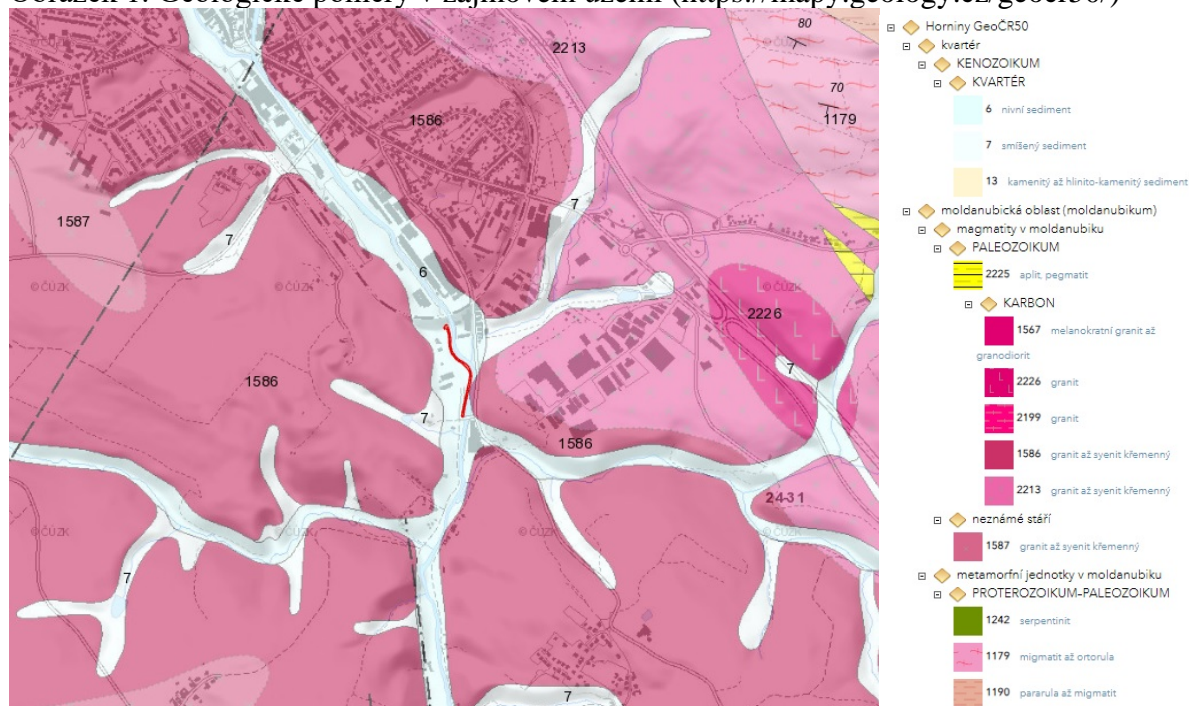 Obrázek 1: Geologické poměry v zájmovém území (https://mapy.geology.cz/geocr50/)
80
© ČÚZK
2213
70
1179
1586
1587
7
7
6
© ČÚZK
© ČÚZK
© ČÚZK
2226
7
1586
7
1586
24-31
© ČÚZK
© ČÚZK
© ČÚZK
7
7
Horniny GeoČR50
kvartér
KENOZOIKUM
KVARTÉR
6 nivní sediment
7 smíšený sediment
13 kamenitý až hlinito-kamenitý sediment
moldanubická oblast (moldanubikum)
magmatity v moldanubiku
PALEOZOIKUM
2225 aplit, pegmatit
KARBON
1567 melanokratní granit až
granodiorit
2226 granit
2199 granit
1586 granit až syenit křemenný
2213 granit až syenit křemenný
neznámé stáří
1587 granit až syenit křemenný
metamorfní jednotky v moldanubiku
PROTEROZOIKUM-PALEOZOIKUM
1242 serpentinit
1179 migmatit až ortorula
1190 pararula až migmatit